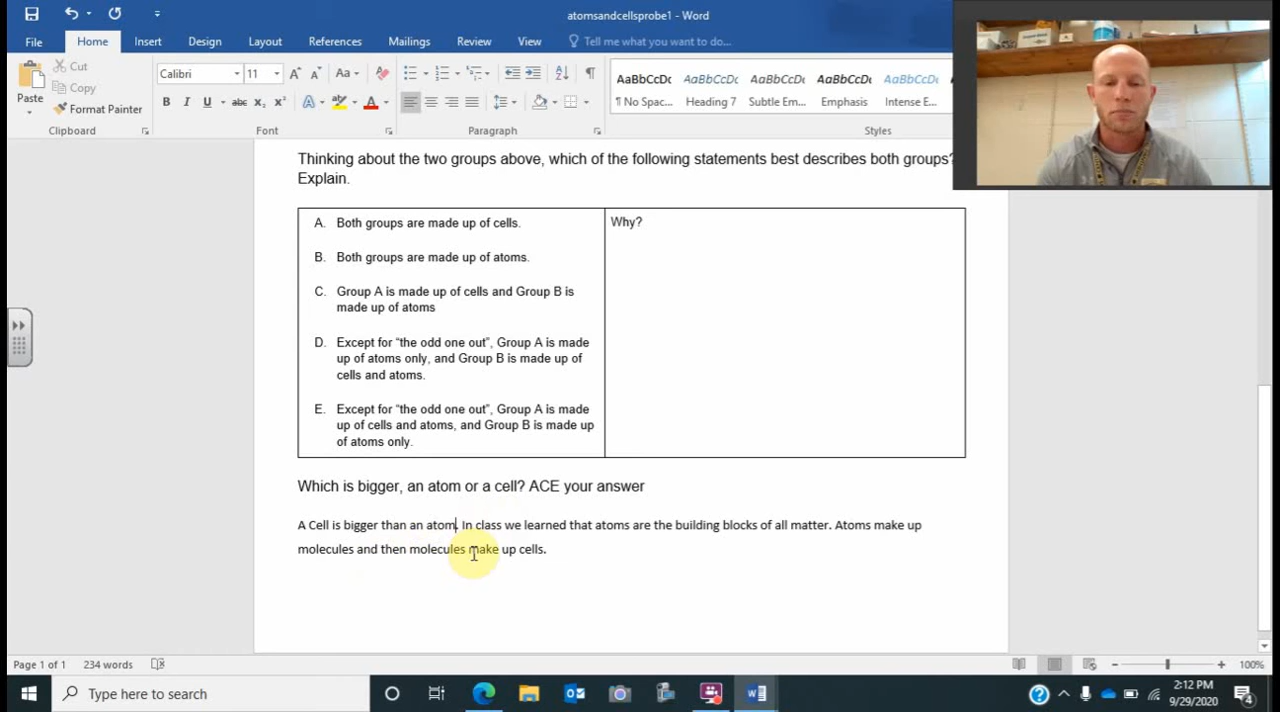 atomsandcellsprobe1 - Word
File Home Insert Design Layout References Mailings Review View Tell me what you want to do...
Cut
Copy
Paste
Format Painter
Calibri 11
AaBbCcDc AaBbCcDc AaBbCcDc AaBbCcDc AaBbCcDc
¶ No Spac... Heading 7 Subtle Em... Emphasis Intense E...
Clipboard Font Paragraph Styles
Thinking about the two groups above, which of the following statements best describes both groups?
Explain.
A. Both groups are made up of cells.
B. Both groups are made up of atoms.
C. Group A is made up of cells and Group B is
made up of atoms
D. Except for “the odd one out”, Group A is made
up of atoms only, and Group B is made up of
cells and atoms.
E. Except for “the odd one out”, Group A is made
up of cells and atoms, and Group B is made up
of atoms only.
Why?
Which is bigger, an atom or a cell? ACE your answer
A Cell is bigger than an atom. In class we learned that atoms are the building blocks of all matter. Atoms make up
molecules and then molecules make up cells.
Page 1 of 1 234 words 100%
Type here to search
2:12 PM
9/29/2020
4